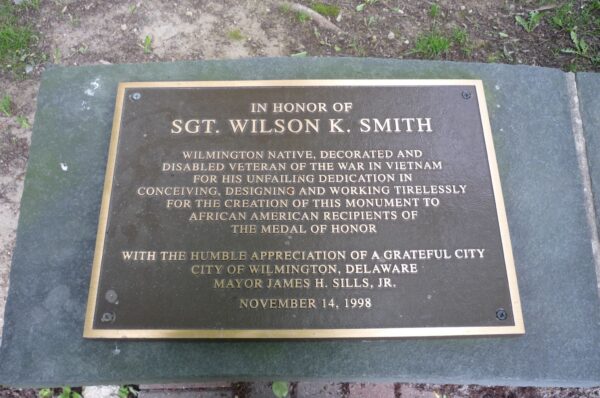 IN HONOR OF
SGT. WILSON K. SMITH
WILMINGTON NATIVE, DECORATED AND
DISABLED VETERAN OF THE WAR IN VIETNAM
FOR HIS UNFAILING DEDICATION IN
CONCEIVING, DESIGNING AND WORKING TIRELESSLY
FOR THE CREATION OF THIS MONUMENT TO
AFRICAN AMERICAN RECIPIENTS OF
THE MEDAL OF HONOR
WITH THE HUMBLE APPRECIATION OF A GRATEFUL CITY
CITY OF WILMINGTON, DELAWARE
MAYOR JAMES H. SILLS, JR.
NOVEMBER 14, 1998